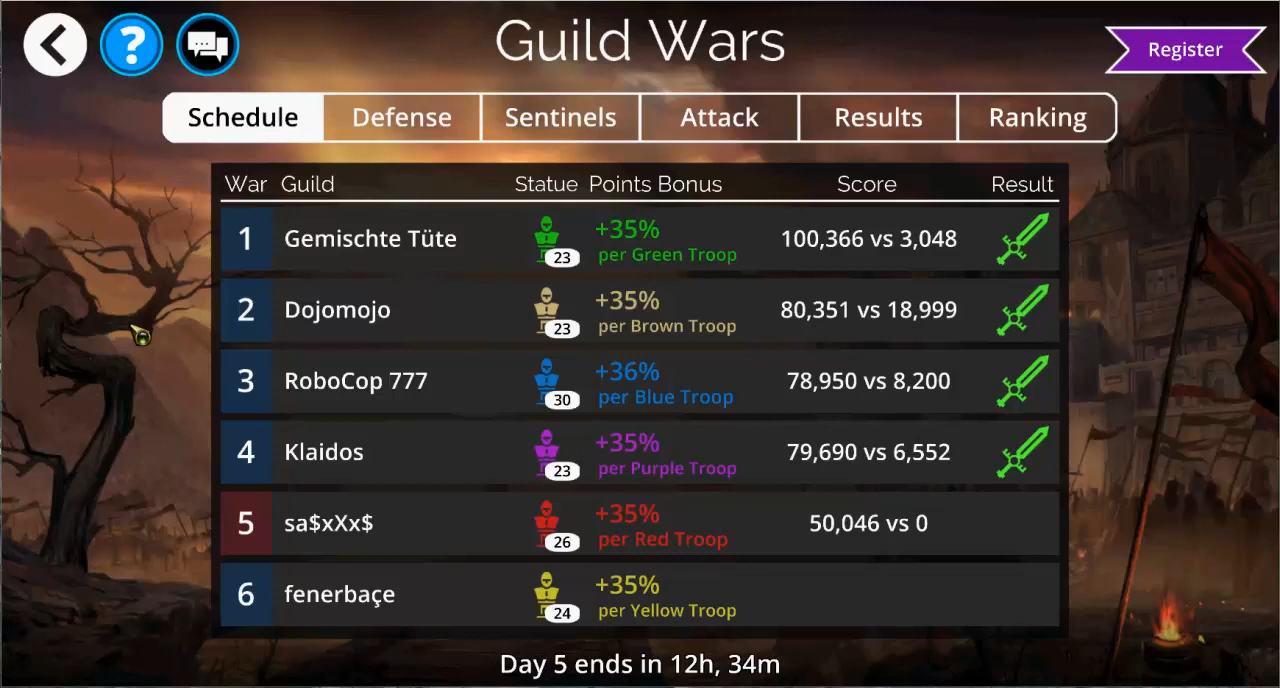 ?
Guild Wars
Register
Schedule Defense Sentinels Attack Results Ranking
War Guild Statue Points Bonus Score Result
1 Gemischte Tüte 23 +35% per Green Troop 100,366 vs 3,048
2 Dojomojo 23 +35% per Brown Troop 80,351 vs 18,999
3 RoboCop 777 30 +36% per Blue Troop 78,950 vs 8,200
4 Klaidos 23 +35% per Purple Troop 79,690 vs 6,552
5 sa$xXx$ 26 +35% per Red Troop 50,046 vs 0
6 fenerbaçe 24 +35% per Yellow Troop
Day 5 ends in 12h, 34m